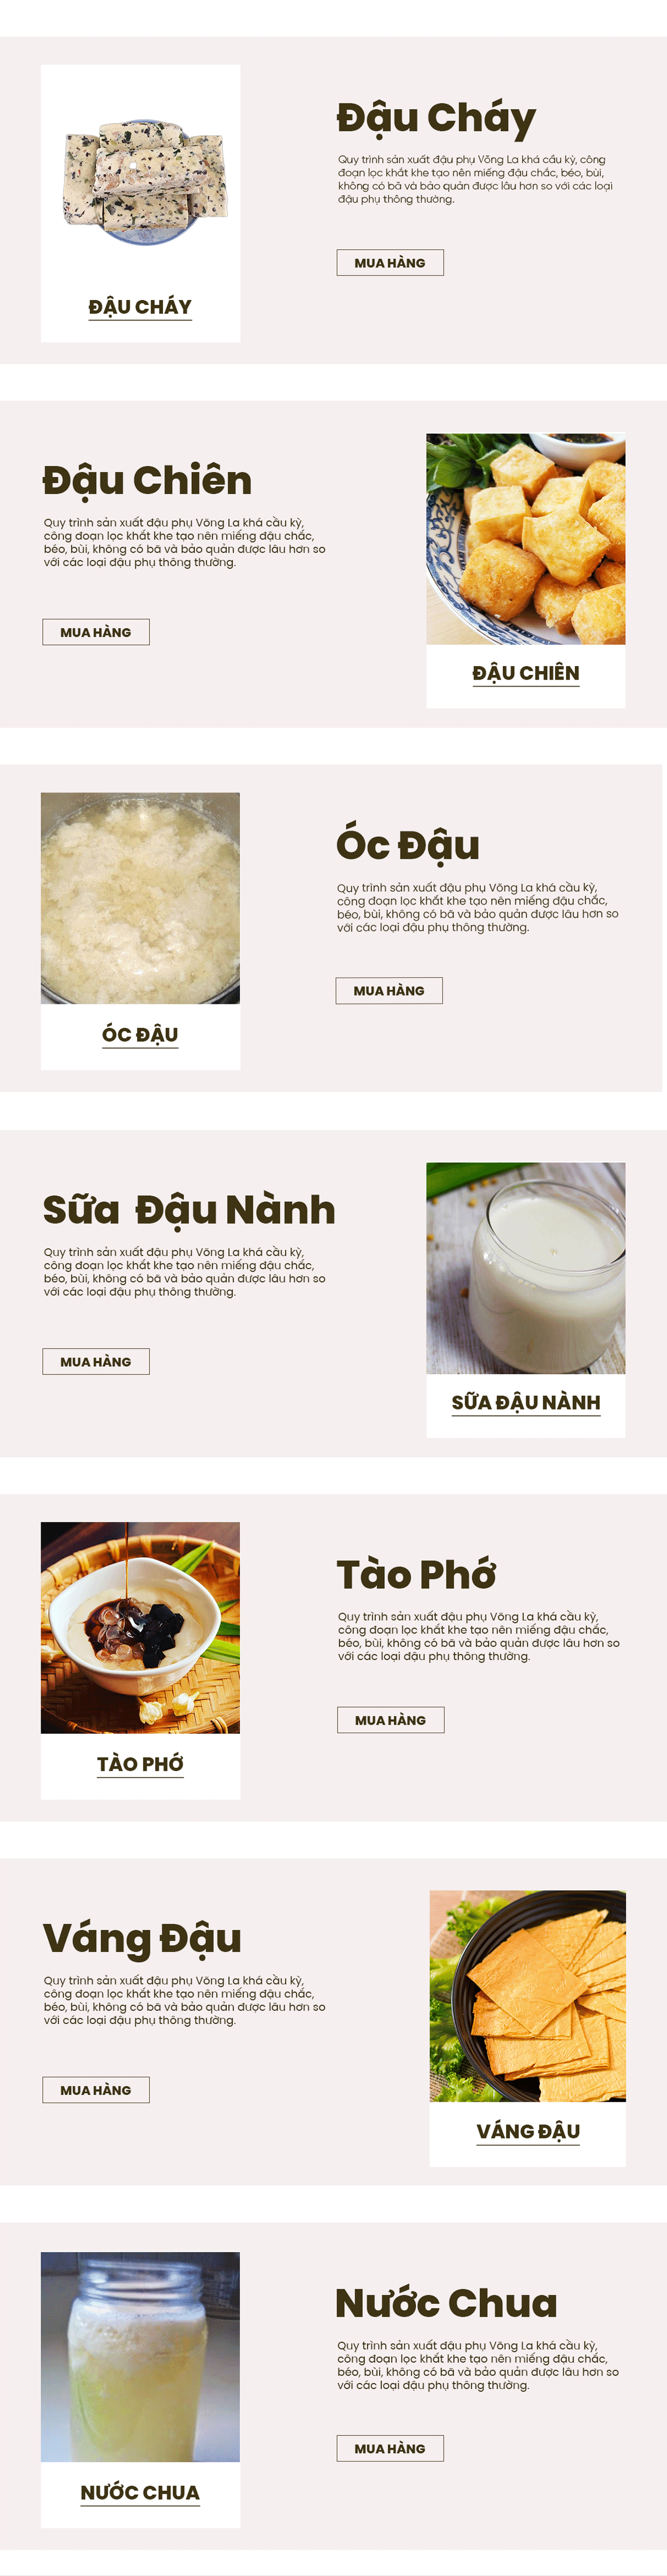 Đậu Cháy
Quy trình sản xuất đậu phụ Võng La khá cầu kỳ, công
đoạn lọc khắt khe tạo nên miếng đậu chắc, béo, bùi,
không có bã và bảo quản được lâu hơn so với các loại
đậu phụ thông thường.
MUA HÀNG
ĐẬU CHÁY
Đậu Chiên
Quy trình sản xuất đậu phụ Võng La khá cầu kỳ,
công đoạn lọc khắt khe tạo nên miếng đậu chắc,
béo, bùi, không có bã và bảo quản được lâu hơn so
với các loại đậu phụ thông thường.
MUA HÀNG
ĐẬU CHIÊN
Óc Đậu
Quy trình sản xuất đậu phụ Võng La khá cầu kỳ,
công đoạn lọc khắt khe tạo nên miếng đậu chắc,
béo, bùi, không có bã và bảo quản được lâu hơn so
với các loại đậu phụ thông thường.
MUA HÀNG
ÓC ĐẬU
Sữa Đậu Nành
Quy trình sản xuất đậu phụ Võng La khá cầu kỳ,
công đoạn lọc khắt khe tạo nên miếng đậu chắc,
béo, bùi, không có bã và bảo quản được lâu hơn so
với các loại đậu phụ thông thường.
MUA HÀNG
SỮA ĐẬU NÀNH
Tào Phớ
Quy trình sản xuất đậu phụ Võng La khá cầu kỳ,
công đoạn lọc khắt khe tạo nên miếng đậu chắc,
béo, bùi, không có bã và bảo quản được lâu hơn so
với các loại đậu phụ thông thường.
MUA HÀNG
TÀO PHỚ
Váng Đậu
Quy trình sản xuất đậu phụ Võng La khá cầu kỳ,
công đoạn lọc khắt khe tạo nên miếng đậu chắc,
béo, bùi, không có bã và bảo quản được lâu hơn so
với các loại đậu phụ thông thường.
MUA HÀNG
VÁNG ĐẬU
Nước Chua
Quy trình sản xuất đậu phụ Võng La khá cầu kỳ,
công đoạn lọc khắt khe tạo nên miếng đậu chắc,
béo, bùi, không có bã và bảo quản được lâu hơn so
với các loại đậu phụ thông thường.
MUA HÀNG
NƯỚC CHUA